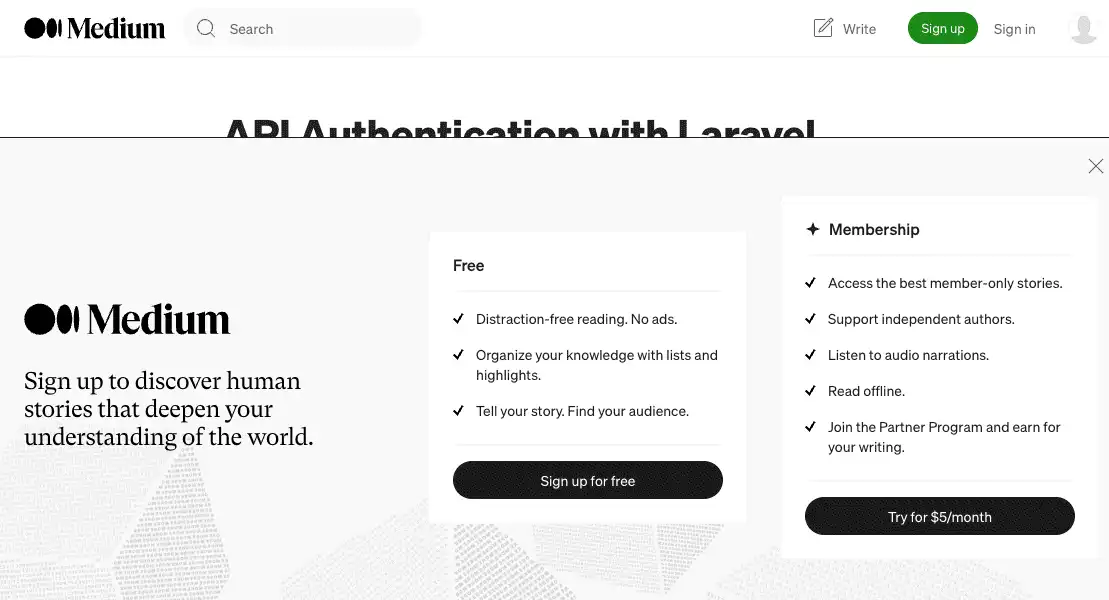 Medium
Search
Write
Sign up
Sign in
API Authentication with Laravel
Medium
Sign up to discover human
stories that deepen your
understanding of the world.
Free
Distraction-free reading. No ads.
Organize your knowledge with lists and
highlights.
Tell your story. Find your audience.
Sign up for free
Membership
Access the best member-only stories.
Support independent authors.
Listen to audio narrations.
Read offline.
Join the Partner Program and earn for
your writing.
Try for $5/month